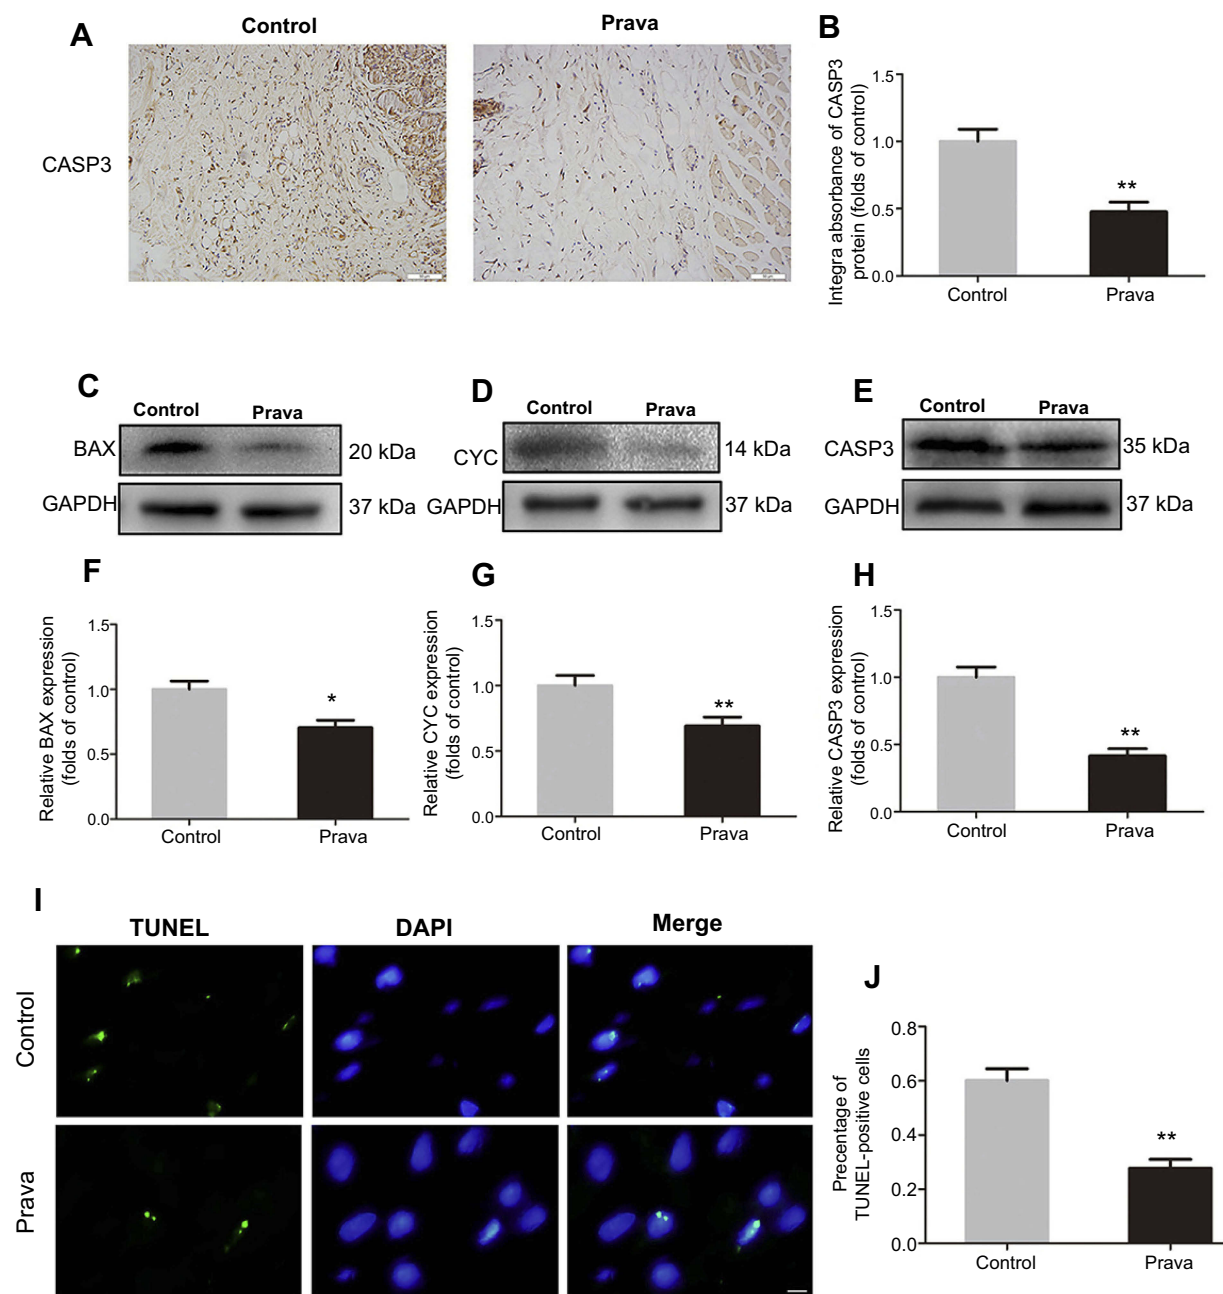 A
Control
Prava
CASP3
B
Integra absorbance of CASP3
protein (folds of control)
1.5
1.0
0.5
0.0
**
Control
Prava
C
Control
Prava
BAX
20 kDa
GAPDH
37 kDa
D
Control
Prava
CYC
14 kDa
GAPDH
37 kDa
E
Control
Prava
CASP3
35 kDa
GAPDH
37 kDa
F
Relative BAX expression
(folds of control)
1.5
1.0
0.5
0.0
*
Control
Prava
G
Relative CYC expression
(folds of control)
1.5
1.0
0.5
0.0
**
Control
Prava
H
Relative CASP3 expression
(folds of control)
1.5
1.0
0.5
0.0
**
Control
Prava
I
TUNEL
DAPI
Merge
Control
Prava
J
Precentage of
TUNEL-positive cells
0.8
0.6
0.4
0.2
0.0
**
Control
Prava